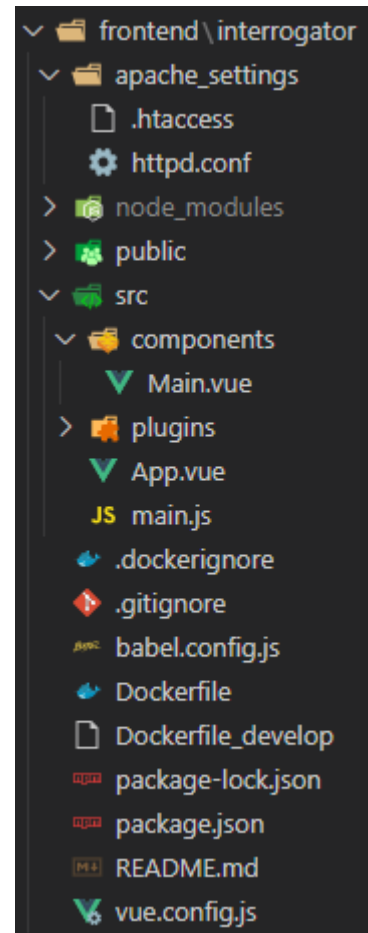 frontend\interrogator
apache_settings
.htaccess
httpd.conf
node_modules
public
src
components
Main.vue
plugins
App.vue
JS main.js
.dockerignore
.gitignore
babel.config.js
Dockerfile
Dockerfile_develop
package-lock.json
package.json
README.md
vue.config.js